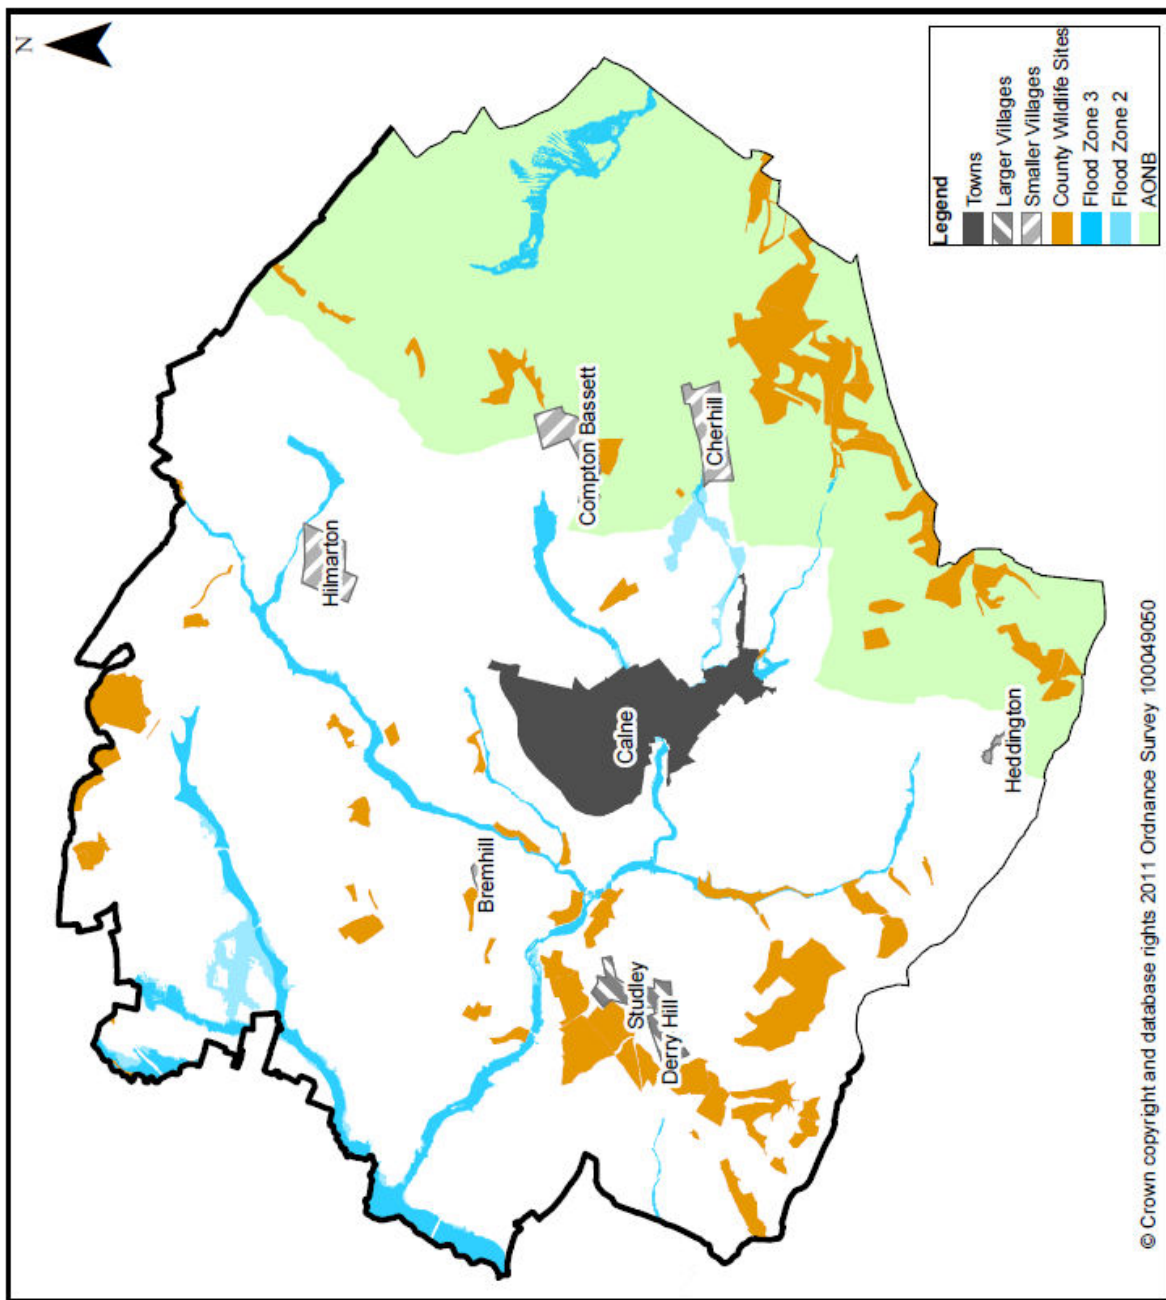 N
Legend
Towns
Larger Villages
Smaller Villages
County Wildlife Sites
Flood Zone 3
Flood Zone 2
AONB
Hilmarton
Compton Bassett
Cherhill
Calne
Bremhill
Studley
Derry Hill
Heddington
© Crown copyright and database rights 2011 Ordnance Survey 100049050